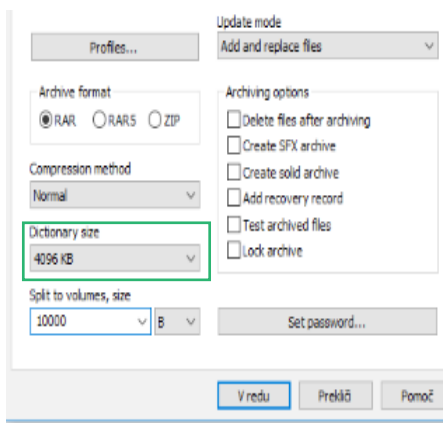 Update mode
Profiles...
Add and replace files
Archive format
RAR
RAR5
ZIP
Archiving options
Delete files after archiving
Create SFX archive
Create solid archive
Add recovery record
Test archived files
Lock archive
Compression method
Normal
Dictionary size
4096 KB
Split to volumes, size
10000
B
Set password...
V redu
Prekliči
Pomoč